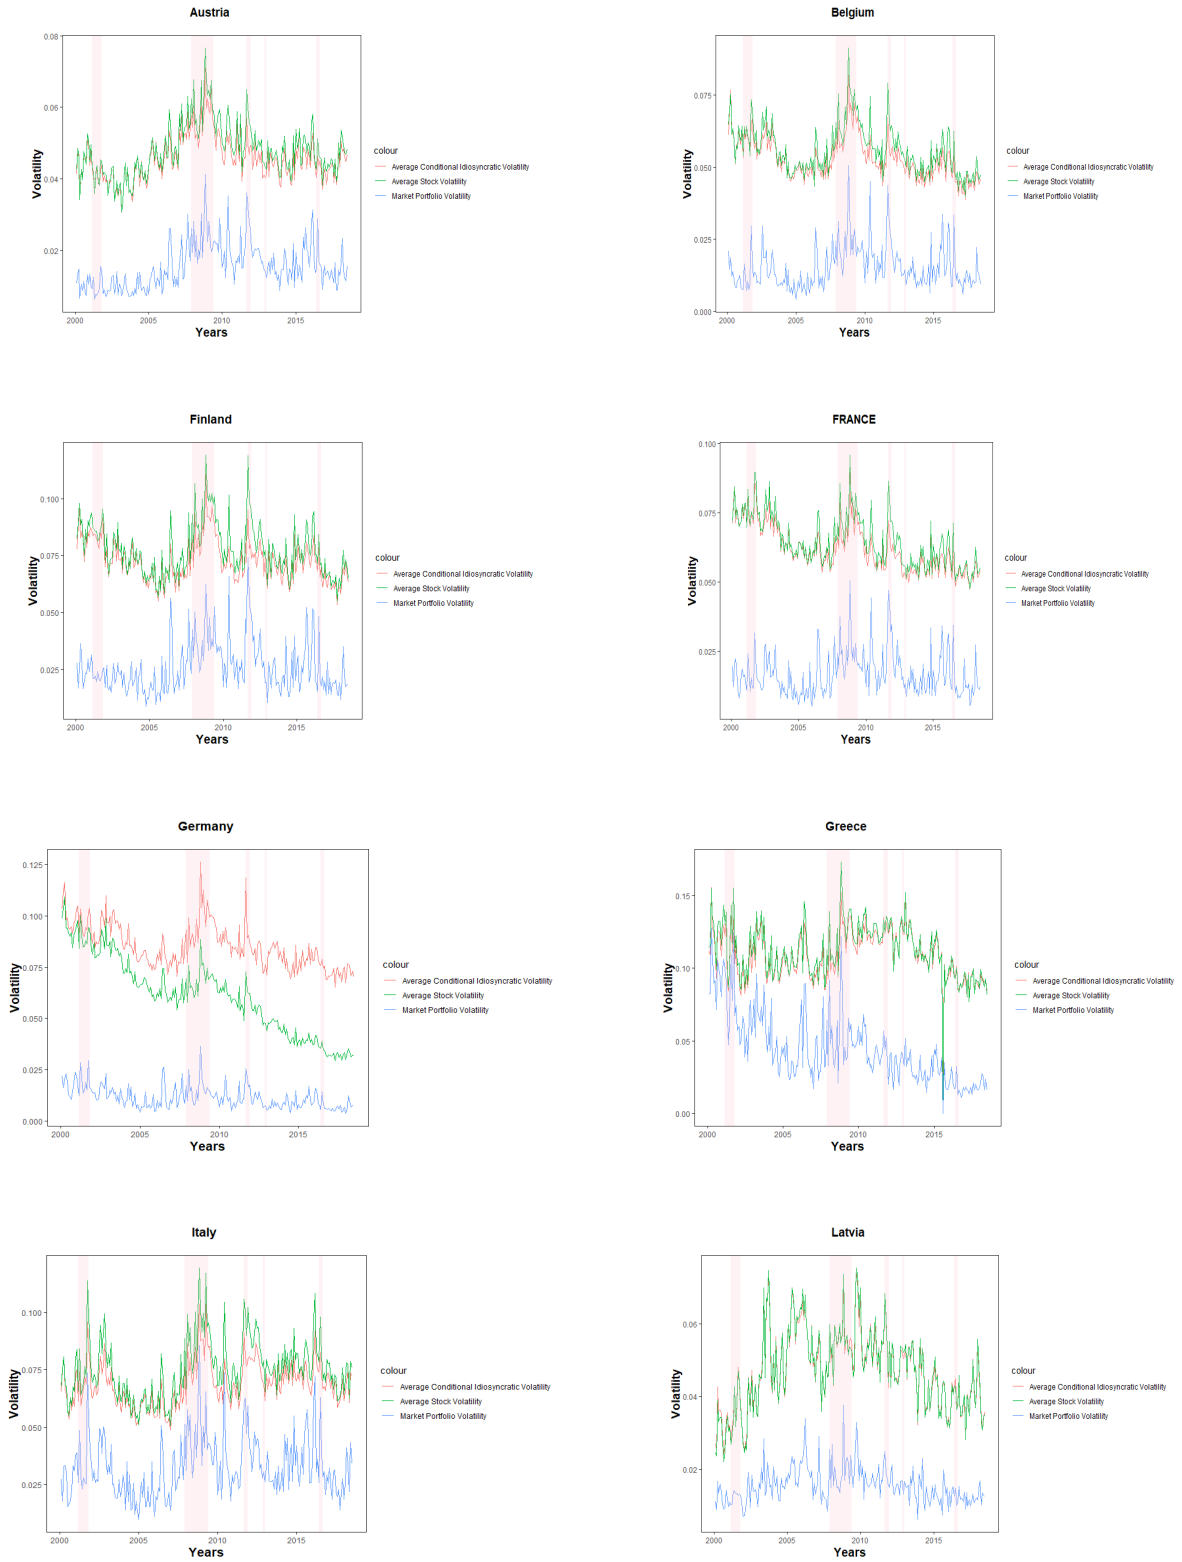 Austria
0.08
0.06
0.04
0.02
Volatility
2000 2005 2010 2015
Years
colour
Average Conditional Idiosyncratic Volatility
Average Stock Volatility
Market Portfolio Volatility
Belgium
0.075
0.050
0.025
0.000
Volatility
2000 2005 2010 2015
Years
colour
Average Conditional Idiosyncratic Volatility
Average Stock Volatility
Market Portfolio Volatility
Finland
0.100
0.075
0.050
0.025
Volatility
2000 2005 2010 2015
Years
colour
Average Conditional Idiosyncratic Volatility
Average Stock Volatility
Market Portfolio Volatility
FRANCE
0.100
0.075
0.050
0.025
Volatility
2000 2005 2010 2015
Years
colour
Average Conditional Idiosyncratic Volatility
Average Stock Volatility
Market Portfolio Volatility
Germany
0.125
0.100
0.075
0.050
0.025
0.000
Volatility
2000 2005 2010 2015
Years
colour
Average Conditional Idiosyncratic Volatility
Average Stock Volatility
Market Portfolio Volatility
Greece
0.15
0.10
0.05
0.00
Volatility
2000 2005 2010 2015
Years
colour
Average Conditional Idiosyncratic Volatility
Average Stock Volatility
Market Portfolio Volatility
Italy
0.100
0.075
0.050
0.025
Volatility
2000 2005 2010 2015
Years
colour
Average Conditional Idiosyncratic Volatility
Average Stock Volatility
Market Portfolio Volatility
Latvia
0.06
0.04
0.02
Volatility
2000 2005 2010 2015
Years
colour
Average Conditional Idiosyncratic Volatility
Average Stock Volatility
Market Portfolio Volatility